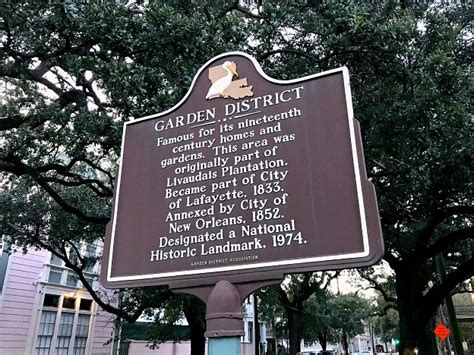 GARDEN DISTRICT
Famous for its nineteenth
century homes and
gardens. This area was
originally part of
Livaudais Plantation.
Became part of City
of Lafayette, 1833.
Annexed by City of
New Orleans, 1852.
Designated a National
Historic Landmark, 1974.
GARDEN DISTRICT ASSOCIATION